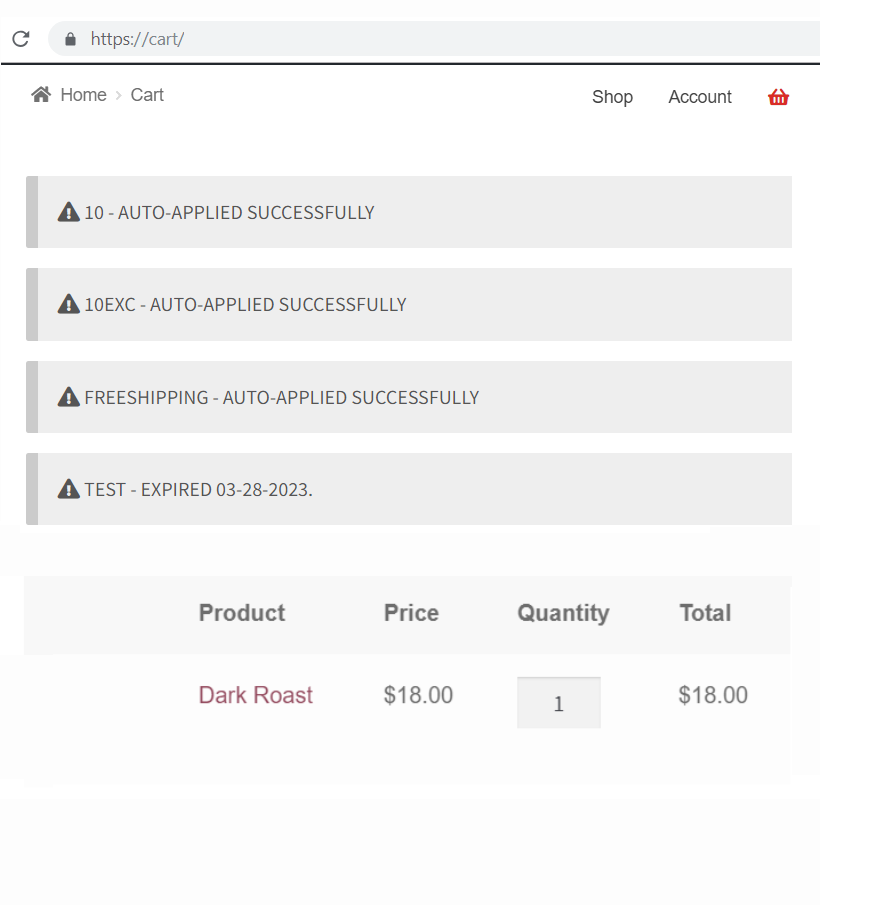 https://cart/
Home › Cart
Shop Account
10 - AUTO-APPLIED SUCCESSFULLY
10EXC - AUTO-APPLIED SUCCESSFULLY
FREESHIPPING - AUTO-APPLIED SUCCESSFULLY
TEST - EXPIRED 03-28-2023.
Product Price Quantity Total
Dark Roast $18.00 1 $18.00